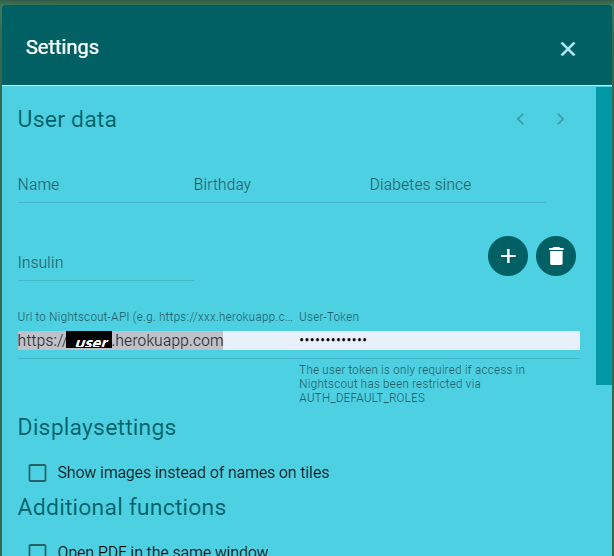 Settings
User data
Name Birthday Diabetes since
Insulin
Url to Nightscout-API (e.g. https://xxx.herokuapp.c... User-Token
https://user.herokuapp.com •••••••••••••
The user token is only required if access in
Nightscout has been restricted via
AUTH_DEFAULT_ROLES
Displaysettings
Show images instead of names on tiles
Additional functions
Open PDF in the same window